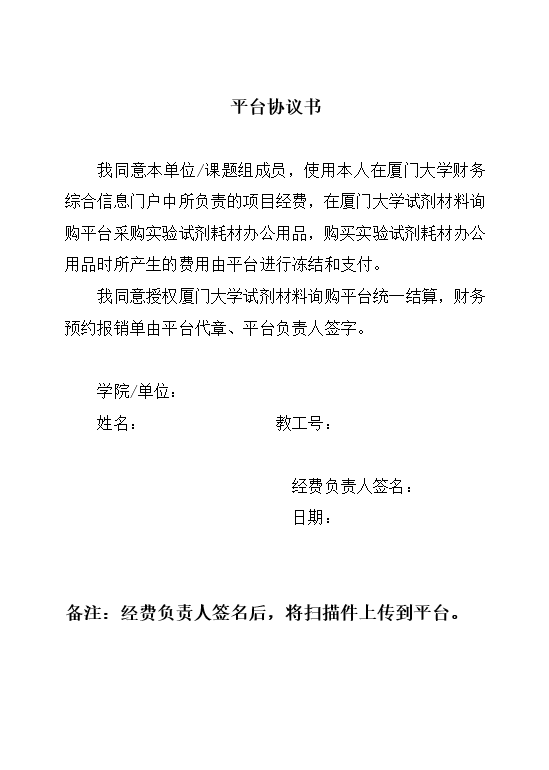 平台协议书
我同意本单位/课题组成员，使用本人在厦门大学财务
综合信息门户中所负责的项目经费，在厦门大学试剂材料询
购平台采购实验试剂耗材办公用品，购买实验试剂耗材办公
用品时所产生的费用由平台进行冻结和支付。
我同意授权厦门大学试剂材料询购平台统一结算，财务
预约报销单由平台代章、平台负责人签字。
学院/单位：
姓名： 教工号：
经费负责人签名：
日期：
备注：经费负责人签名后，将扫描件上传到平台。